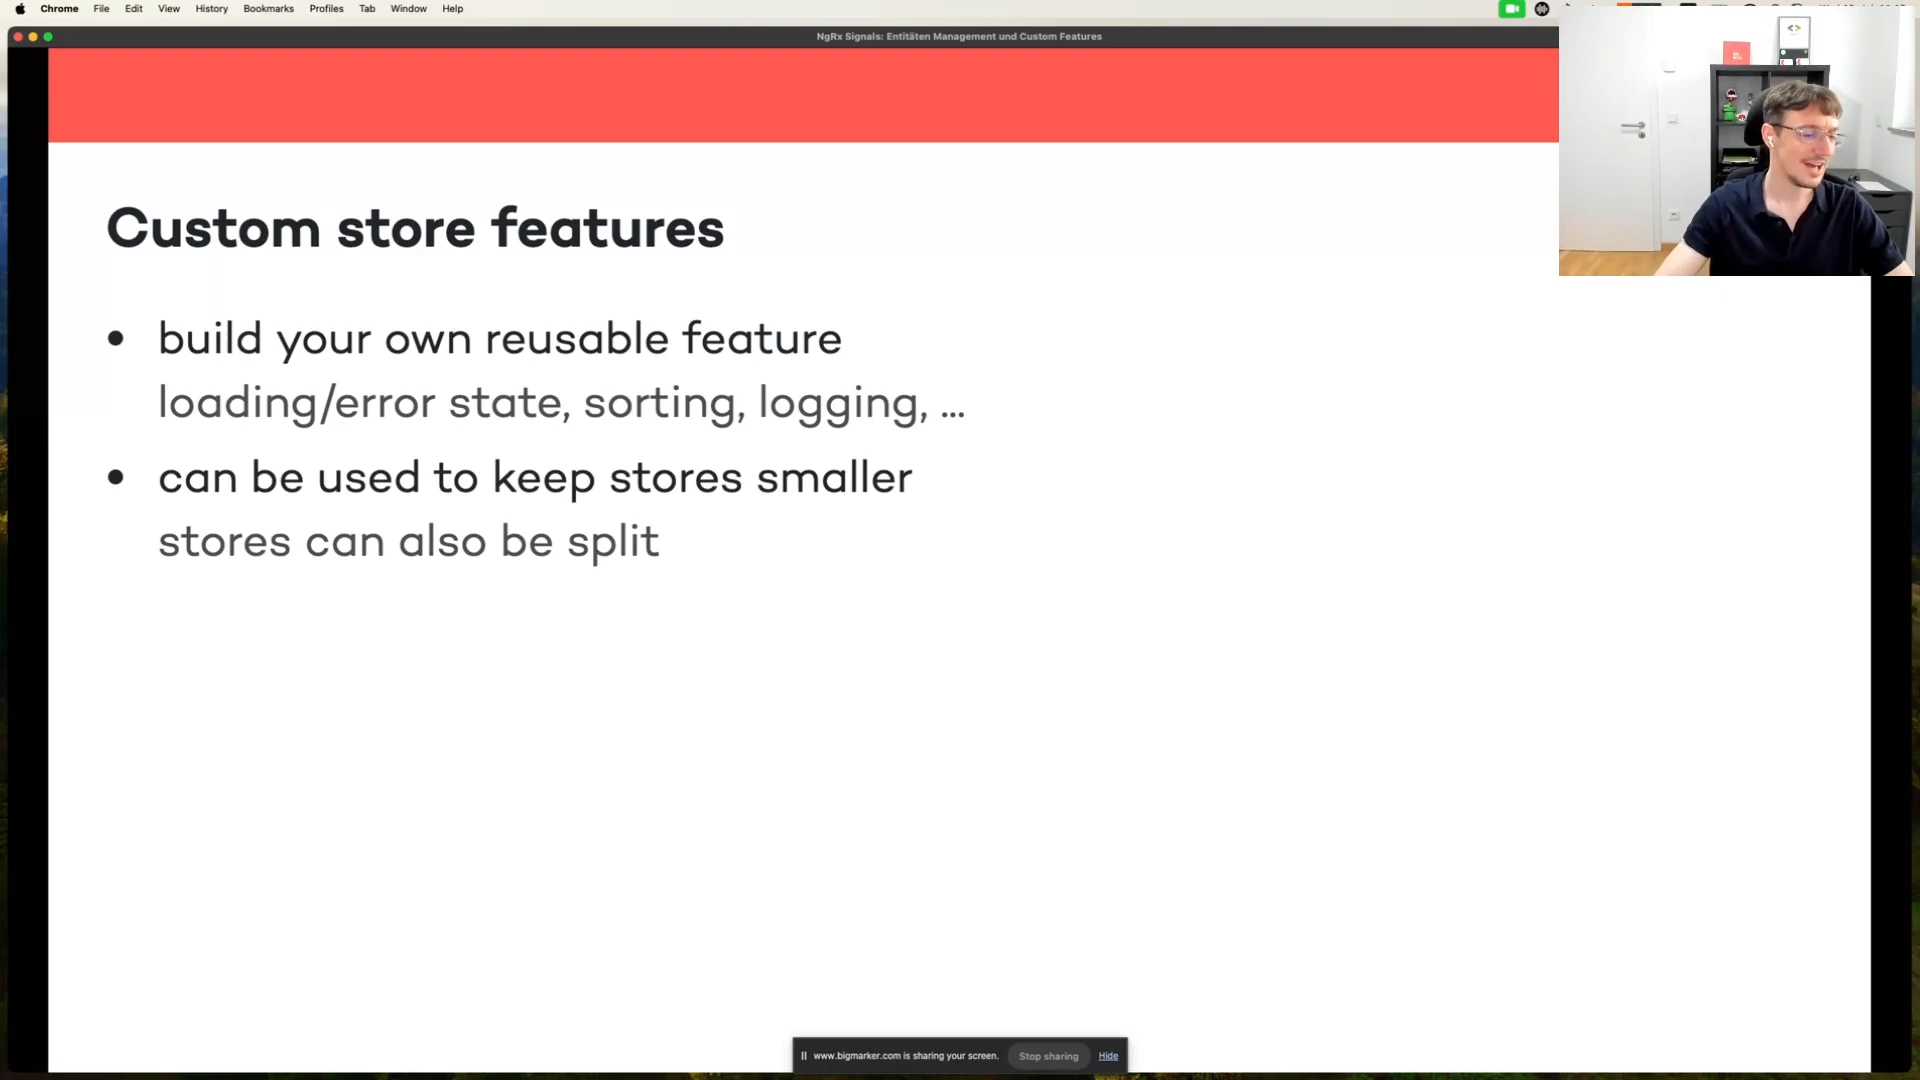 Chrome File Edit View History Bookmarks Profiles Tab Window Help
NgRx Signals: Entitäten Management und Custom Features
Custom store features
• build your own reusable feature
loading/error state, sorting, logging, ...
• can be used to keep stores smaller
stores can also be split
www.bigmarker.com is sharing your screen. Stop sharing Hide